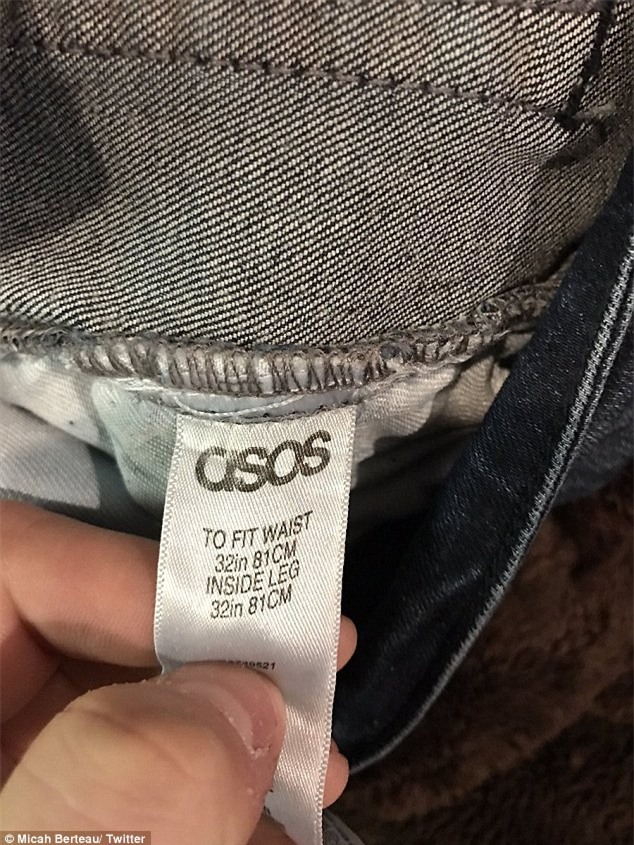 asos
TO FIT WAIST
32in 81CM
INSIDE LEG
32in 81CM
© Micah Berteau/ Twitter